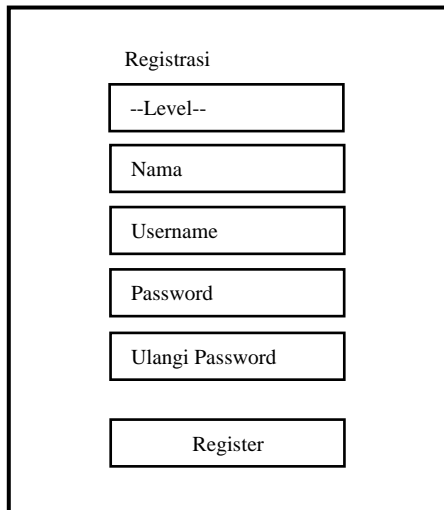 Registrasi
--Level--
Nama
Username
Password
Ulangi Password
Register